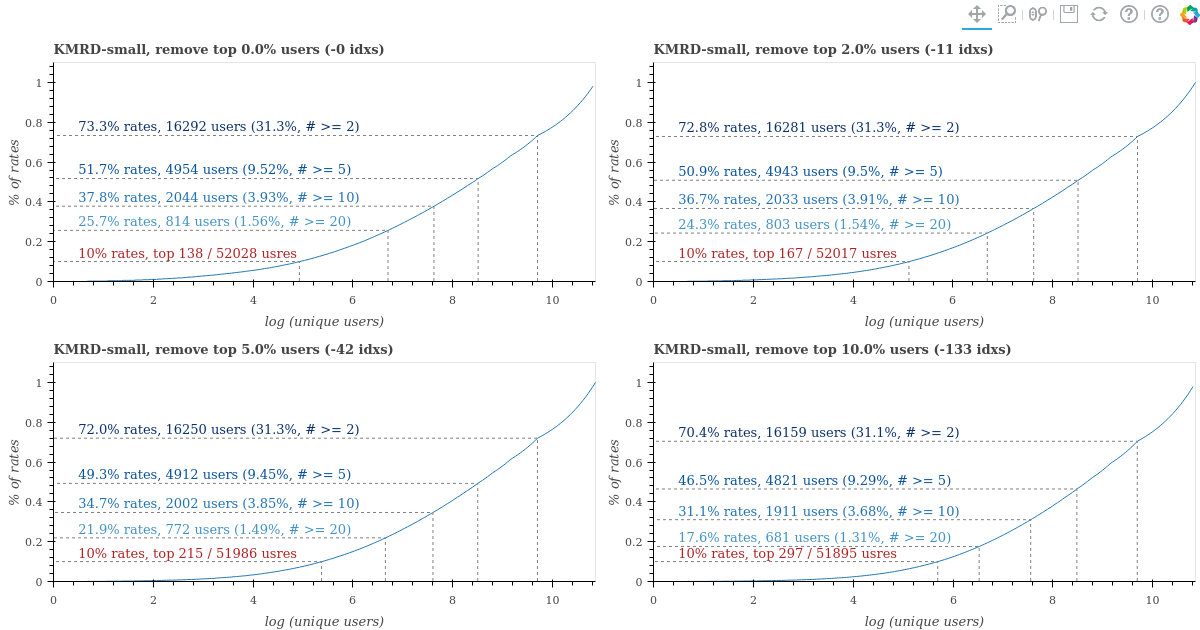 KMRD-small, remove top 0.0% users (-0 idxs)
% of rates
1
0.8
0.6
0.4
0.2
0
73.3% rates, 16292 users (31.3%, # >= 2)
51.7% rates, 4954 users (9.52%, # >= 5)
37.8% rates, 2044 users (3.93%, # >= 10)
25.7% rates, 814 users (1.56%, # >= 20)
10% rates, top 138 / 52028 usres
0 2 4 6 8 10
log (unique users)
KMRD-small, remove top 2.0% users (-11 idxs)
% of rates
1
0.8
0.6
0.4
0.2
0
72.8% rates, 16281 users (31.3%, # >= 2)
50.9% rates, 4943 users (9.5%, # >= 5)
36.7% rates, 2033 users (3.91%, # >= 10)
24.3% rates, 803 users (1.54%, # >= 20)
10% rates, top 167 / 52017 usres
0 2 4 6 8 10
log (unique users)
KMRD-small, remove top 5.0% users (-42 idxs)
% of rates
1
0.8
0.6
0.4
0.2
0
72.0% rates, 16250 users (31.3%, # >= 2)
49.3% rates, 4912 users (9.45%, # >= 5)
34.7% rates, 2002 users (3.85%, # >= 10)
21.9% rates, 772 users (1.49%, # >= 20)
10% rates, top 215 / 51986 usres
0 2 4 6 8 10
log (unique users)
KMRD-small, remove top 10.0% users (-133 idxs)
% of rates
1
0.8
0.6
0.4
0.2
0
70.4% rates, 16159 users (31.1%, # >= 2)
46.5% rates, 4821 users (9.29%, # >= 5)
31.1% rates, 1911 users (3.68%, # >= 10)
17.6% rates, 681 users (1.31%, # >= 20)
10% rates, top 297 / 51895 usres
0 2 4 6 8 10
log (unique users)